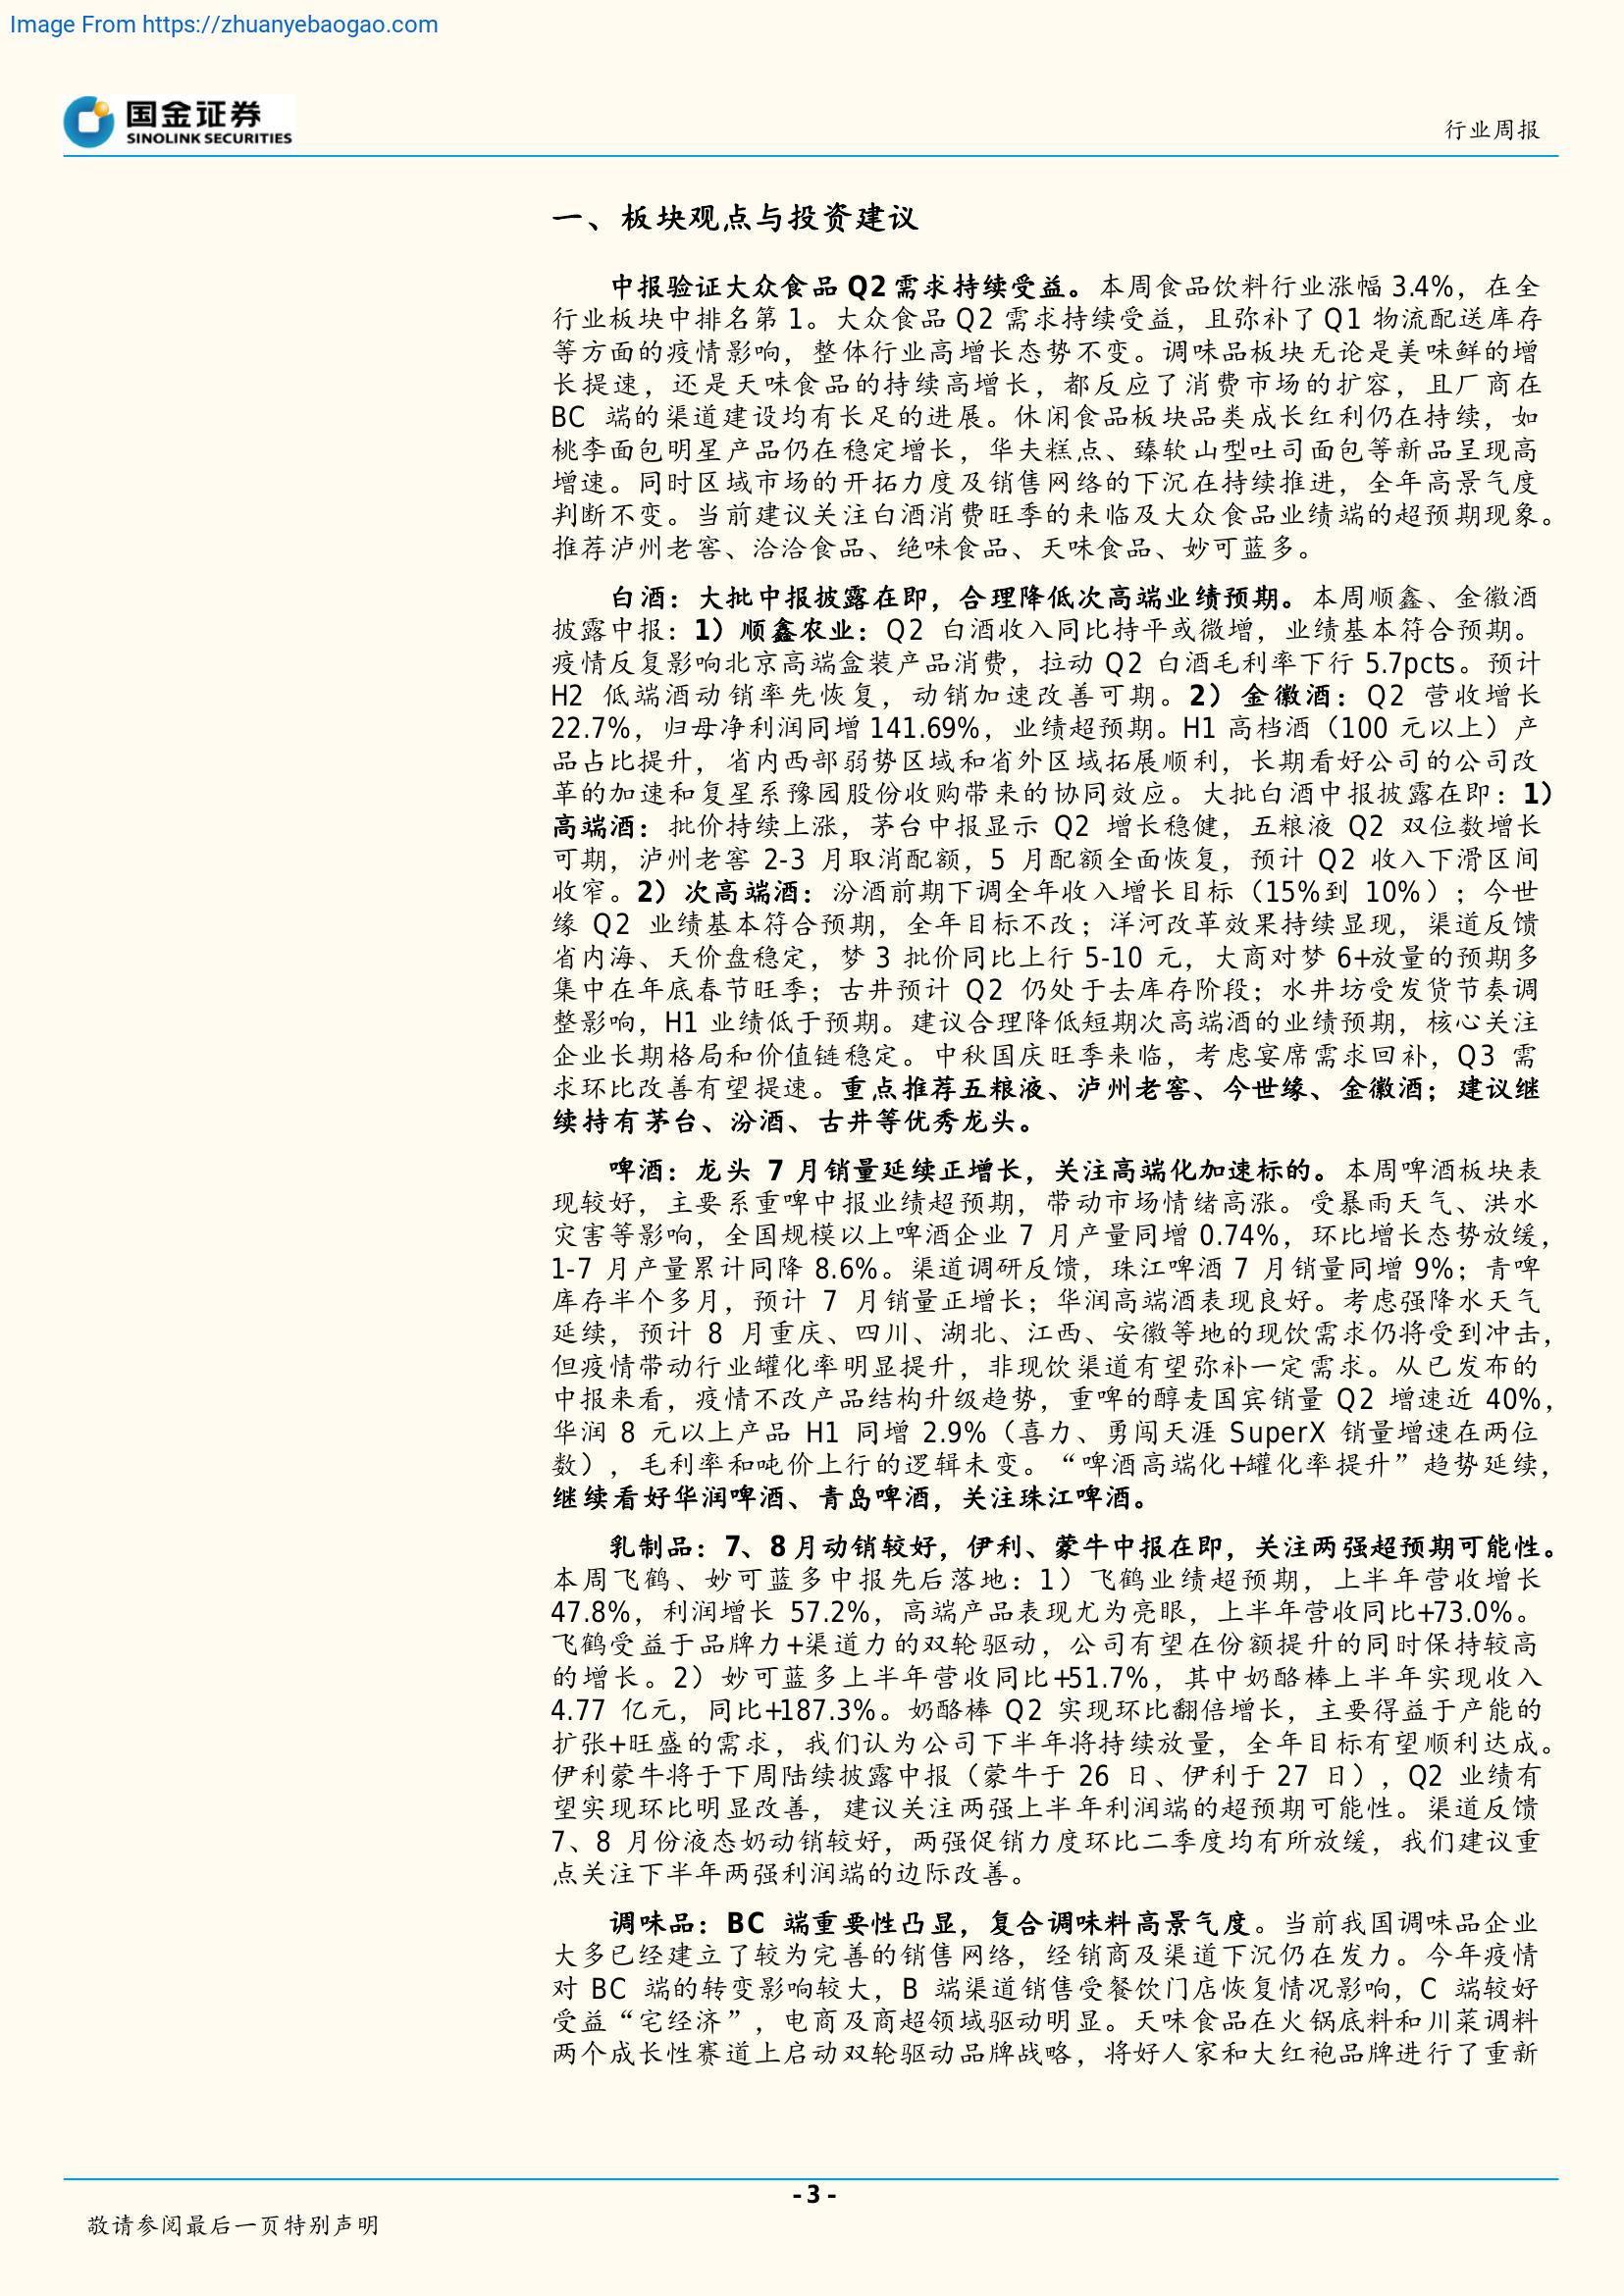 Image From https://zhuanyebaogao.com
国金证券
SINOLINK SECURITIES
行业周报
一、板块观点与投资建议
中报验证大众食品 Q2 需求持续受益。本周食品饮料行业涨幅 3.4%，在全
行业板块中排名第 1。大众食品 Q2 需求持续受益，且弥补了 Q1 物流配送库存
等方面的疫情影响，整体行业高增长态势不变。调味品板块无论是美味鲜的增
长提速，还是天味食品的持续高增长，都反应了消费市场的扩容，且厂商在
BC 端的渠道建设均有长足的进展。休闲食品板块品类成长红利仍在持续，如
桃李面包明星产品仍在稳定增长，华夫糕点、臻软山型吐司面包等新品呈现高
增速。同时区域市场的开拓力度及销售网络的下沉在持续推进，全年高景气度
判断不变。当前建议关注白酒消费旺季的来临及大众食品业绩端的超预期现象。
推荐泸州老窖、洽洽食品、绝味食品、天味食品、妙可蓝多。
白酒：大批中报披露在即，合理降低次高端业绩预期。本周顺鑫、金徽酒
披露中报：1）顺鑫农业：Q2 白酒收入同比持平或微增，业绩基本符合预期。
疫情反复影响北京高端盒装产品消费，拉动 Q2 白酒毛利率下行 5.7pcts。预计
H2 低端酒动销率先恢复，动销加速改善可期。2）金徽酒：Q2 营收增长
22.7%，归母净利润同增 141.69%，业绩超预期。H1 高档酒（100 元以上）产
品占比提升，省内西部弱势区域和省外区域拓展顺利，长期看好公司的公司改
革的加速和复星系豫园股份收购带来的协同效应。大批白酒中报披露在即：1）
高端酒：批价持续上涨，茅台中报显示 Q2 增长稳健，五粮液 Q2 双位数增长
可期，泸州老窖 2-3 月取消配额，5 月配额全面恢复，预计 Q2 收入下滑区间
收窄。2）次高端酒：汾酒前期下调全年收入增长目标（15%到 10%）；今世
缘 Q2 业绩基本符合预期，全年目标不改；洋河改革效果持续显现，渠道反馈
省内海、天价盘稳定，梦 3 批价同比上行 5-10 元，大商对梦 6+放量的预期多
集中在年底春节旺季；古井预计 Q2 仍处于去库存阶段；水井坊受发货节奏调
整影响，H1 业绩低于预期。建议合理降低短期次高端酒的业绩预期，核心关注
企业长期格局和价值链稳定。中秋国庆旺季来临，考虑宴席需求回补，Q3 需
求环比改善有望提速。重点推荐五粮液、泸州老窖、今世缘、金徽酒；建议继
续持有茅台、汾酒、古井等优秀龙头。
啤酒：龙头 7 月销量延续正增长，关注高端化加速标的。本周啤酒板块表
现较好，主要系重啤中报业绩超预期，带动市场情绪高涨。受暴雨天气、洪水
灾害等影响，全国规模以上啤酒企业 7 月产量同增 0.74%，环比增长态势放缓，
1-7 月产量累计同降 8.6%。渠道调研反馈，珠江啤酒 7 月销量同增 9%；青啤
库存半个多月，预计 7 月销量正增长；华润高端酒表现良好。考虑强降水天气
延续，预计 8 月重庆、四川、湖北、江西、安徽等地的现饮需求仍将受到冲击，
但疫情带动行业罐化率明显提升，非现饮渠道有望弥补一定需求。从已发布的
中报来看，疫情不改产品结构升级趋势，重啤的醇麦国宾销量 Q2 增速近 40%，
华润 8 元以上产品 H1 同增 2.9%（喜力、勇闯天涯 SuperX 销量增速在两位
数），毛利率和吨价上行的逻辑未变。“啤酒高端化+罐化率提升”趋势延续，
继续看好华润啤酒、青岛啤酒，关注珠江啤酒。
乳制品：7、8 月动销较好，伊利、蒙牛中报在即，关注两强超预期可能性。
本周飞鹤、妙可蓝多中报先后落地：1）飞鹤业绩超预期，上半年营收增长
47.8%，利润增长 57.2%，高端产品表现尤为亮眼，上半年营收同比+73.0%。
飞鹤受益于品牌力+渠道力的双轮驱动，公司有望在份额提升的同时保持较高
的增长。2）妙可蓝多上半年营收同比+51.7%，其中奶酪棒上半年实现收入
4.77 亿元，同比+187.3%。奶酪棒 Q2 实现环比翻倍增长，主要得益于产能的
扩张+旺盛的需求，我们认为公司下半年将持续放量，全年目标有望顺利达成。
伊利蒙牛将于下周陆续披露中报（蒙牛于 26 日、伊利于 27 日），Q2 业绩有
望实现环比明显改善，建议关注两强上半年利润端的超预期可能性。渠道反馈
7、8 月份液态奶动销较好，两强促销力度环比二季度均有所放缓，我们建议重
点关注下半年两强利润端的边际改善。
调味品：BC 端重要性凸显，复合调味料高景气度。当前我国调味品企业
大多已经建立了较为完善的销售网络，经销商及渠道下沉仍在发力。今年疫情
对 BC 端的转变影响较大，B 端渠道销售受餐饮门店恢复情况影响，C 端较好
受益“宅经济”，电商及商超领域驱动明显。天味食品在火锅底料和川菜调料
两个成长性赛道上启动双轮驱动品牌战略，将好人家和大红袍品牌进行了重新
- 3 -
敬请参阅最后一页特别声明